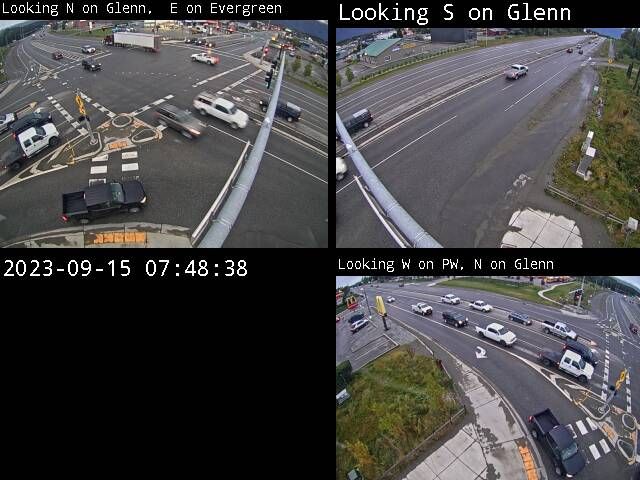 Looking N on Glenn,  E on Evergreen
Looking S on Glenn
2023-09-15 07:48:38
Looking W on PW, N on Glenn